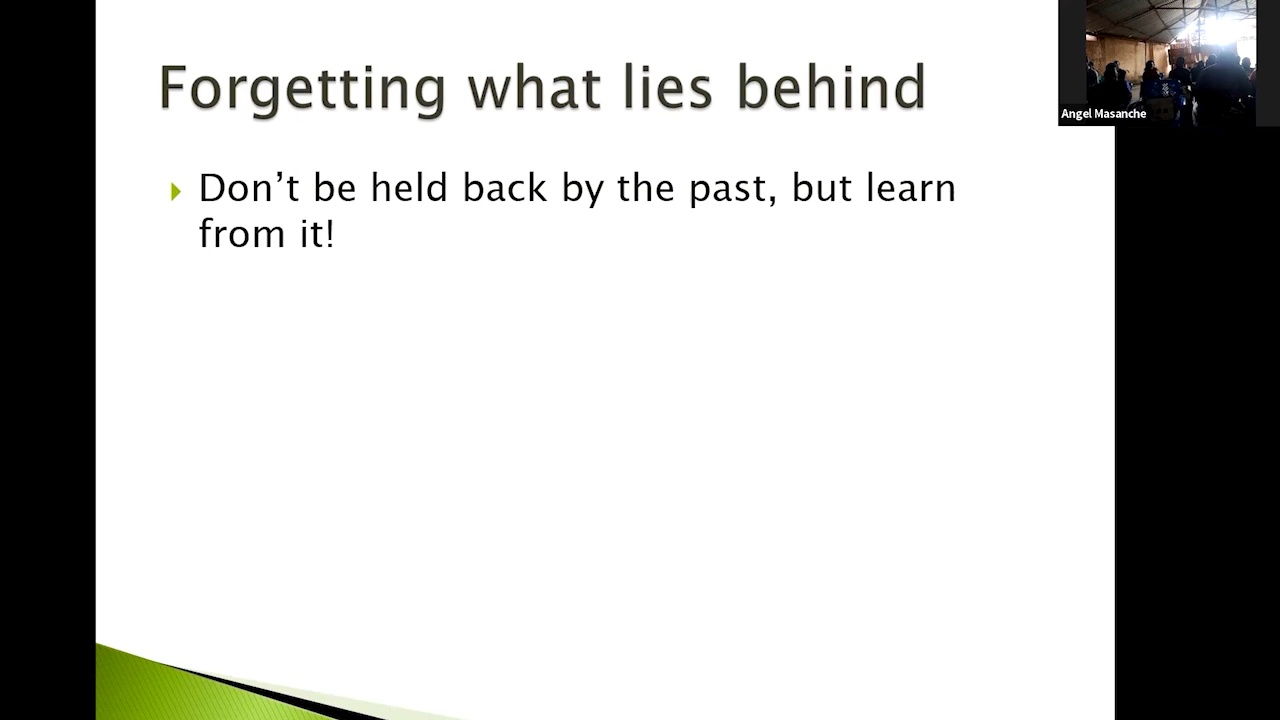 Forgetting what lies behind
Don’t be held back by the past, but learn
from it!
Angel Masanche